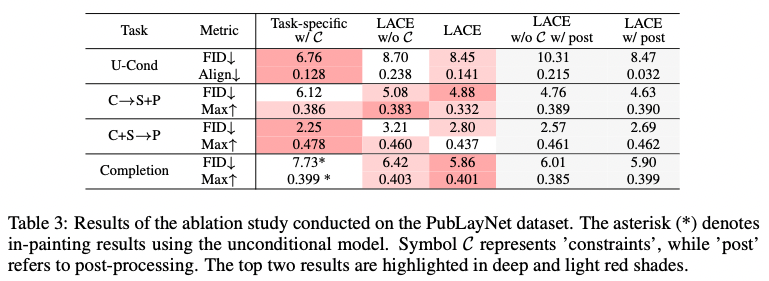 Task Metric Task-specific w/ C LACE w/o C LACE LACE w/o C w/ post LACE w/ post
U-Cond FID↓ 6.76 8.70 8.45 10.31 8.47
Align↓ 0.128 0.238 0.141 0.215 0.032
C→S+P FID↓ 6.12 5.08 4.88 4.76 4.63
Max↑ 0.386 0.383 0.332 0.389 0.390
C+S→P FID↓ 2.25 3.21 2.80 2.57 2.69
Max↑ 0.478 0.460 0.437 0.461 0.462
Completion FID↓ 7.73* 6.42 5.86 6.01 5.90
Max↑ 0.399 * 0.403 0.401 0.385 0.399
Table 3: Results of the ablation study conducted on the PubLayNet dataset. The asterisk (*) denotes
in-painting results using the unconditional model. Symbol C represents ’constraints’, while ’post’
refers to post-processing. The top two results are highlighted in deep and light red shades.